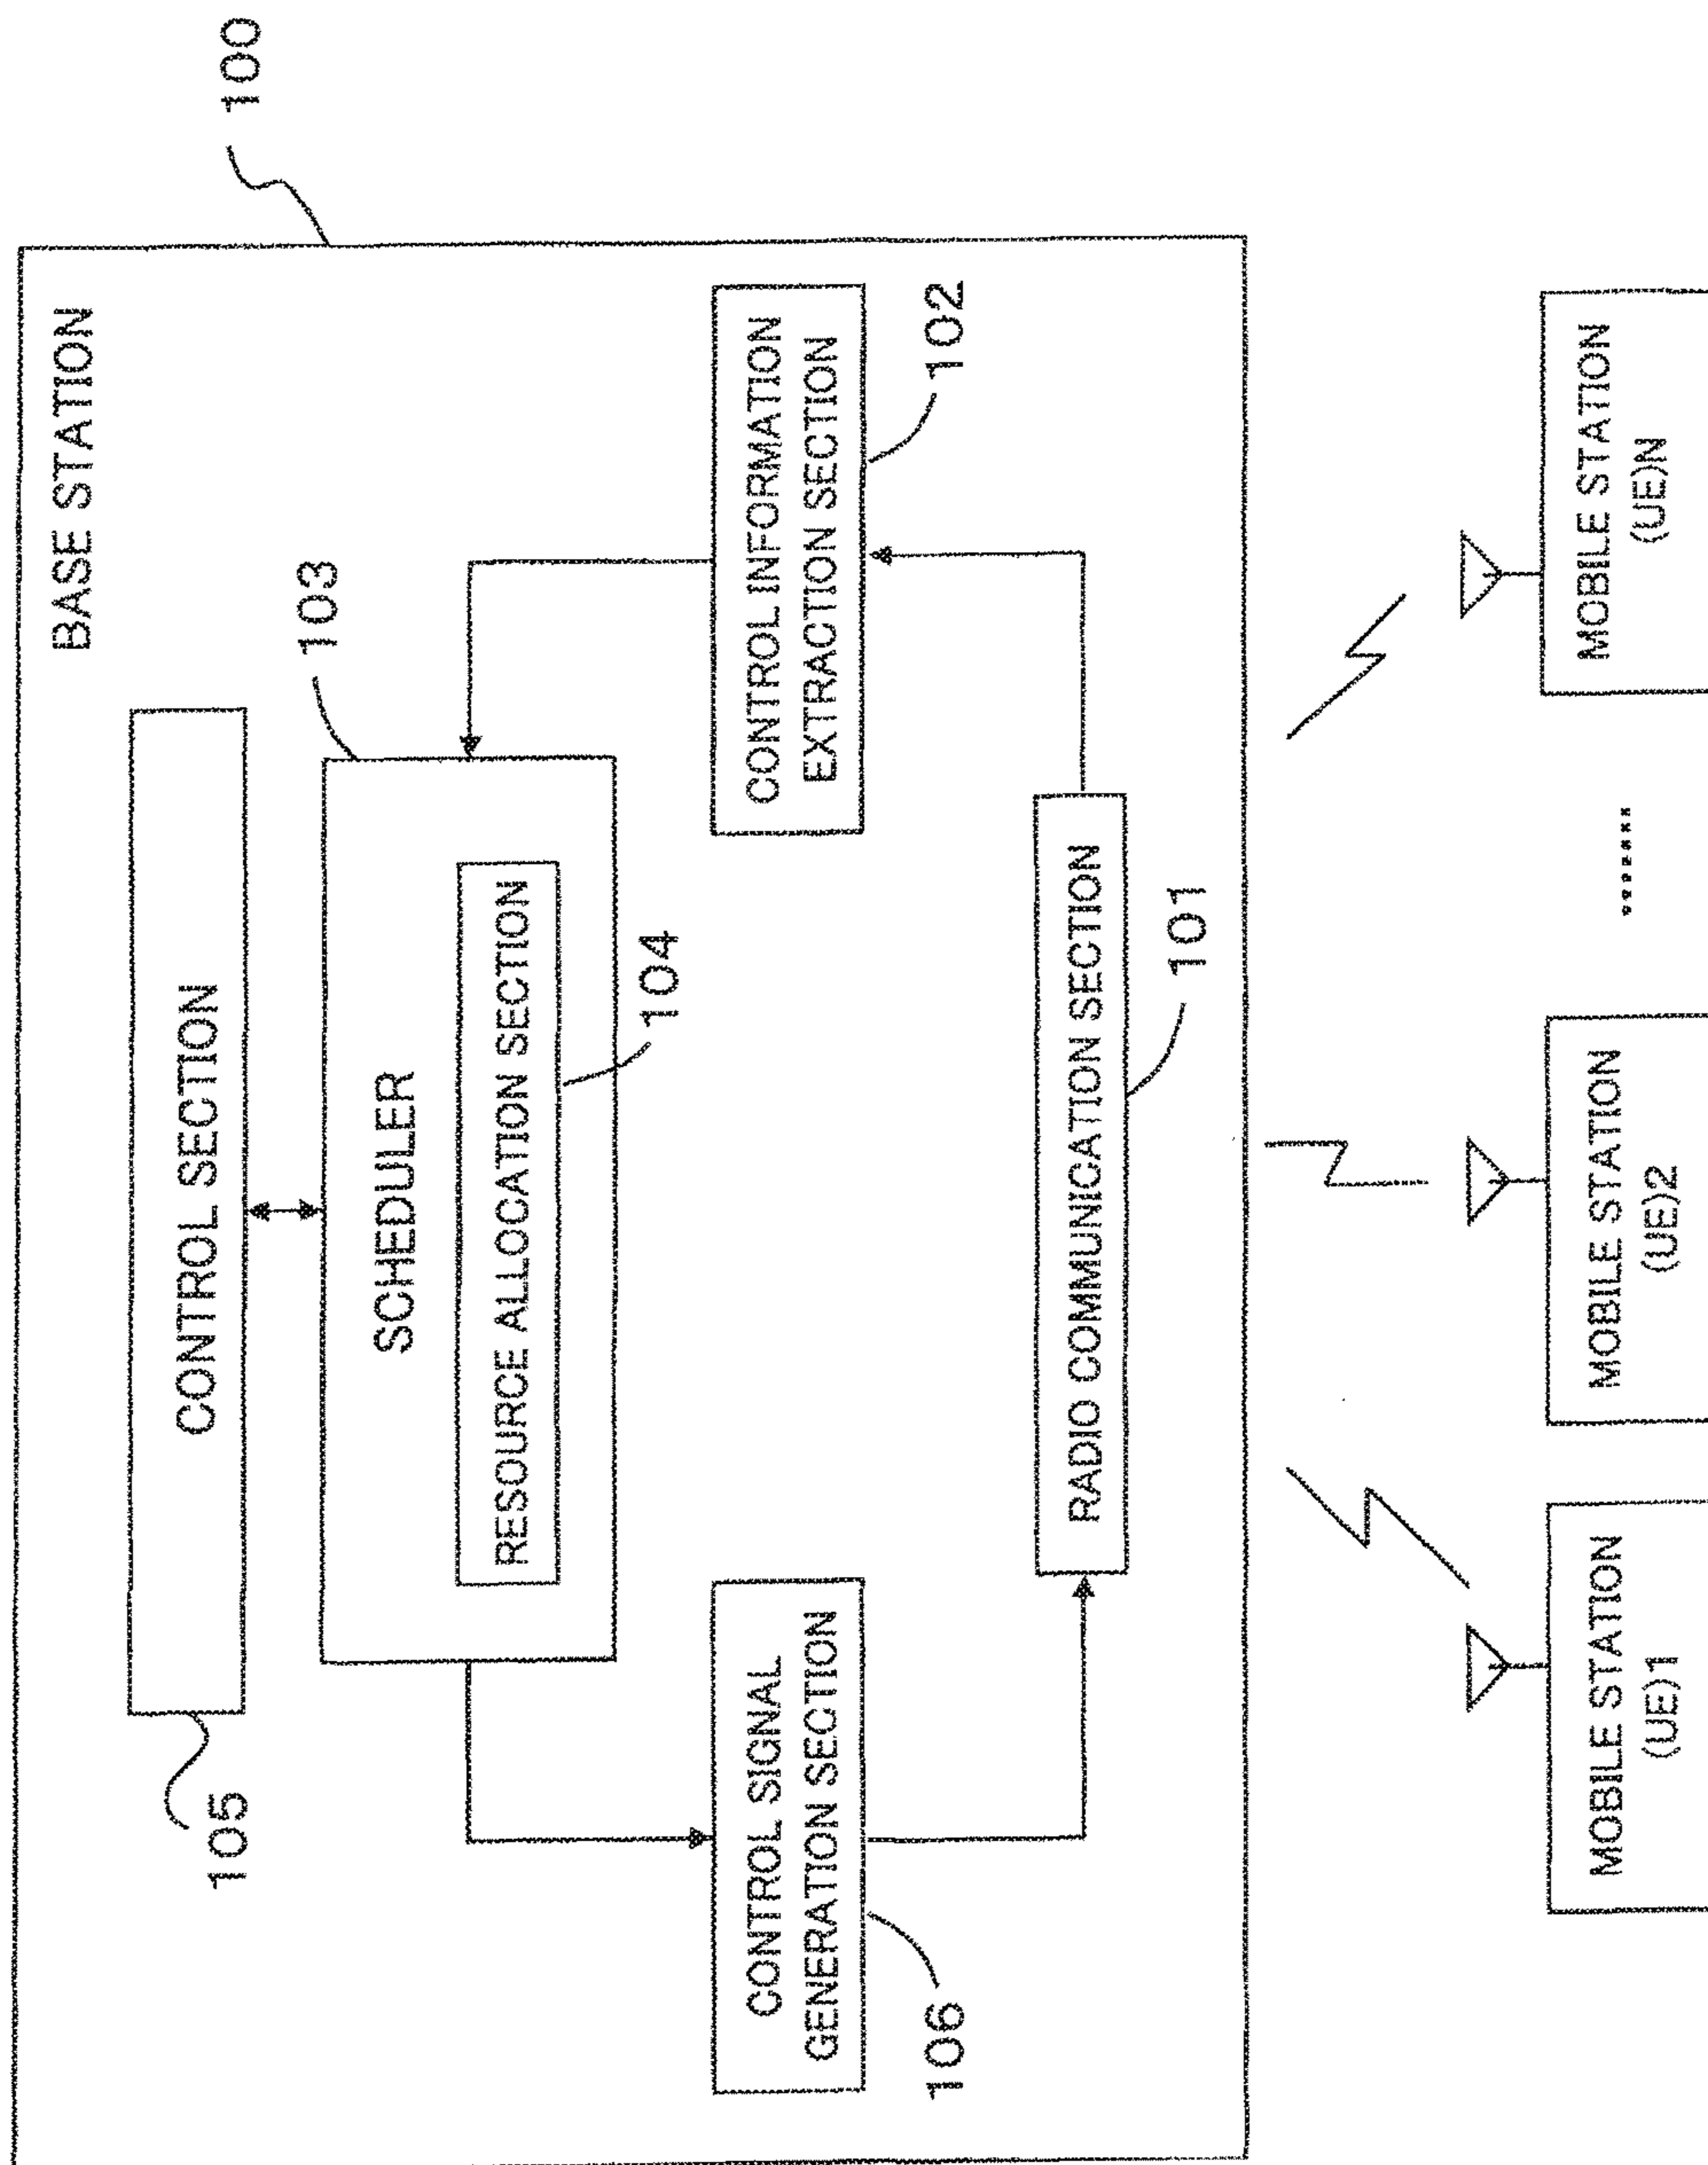 100
BASE STATION
CONTROL SECTION
105
103
SCHEDULER
RESOURCE ALLOCATION SECTION
104
CONTROL SIGNAL
GENERATION SECTION
106
CONTROL INFORMATION
EXTRACTION SECTION
102
RADIO COMMUNICATION SECTION
101
MOBILE STATION
(UE)1
MOBILE STATION
(UE)2
.......
MOBILE STATION
(UE)N